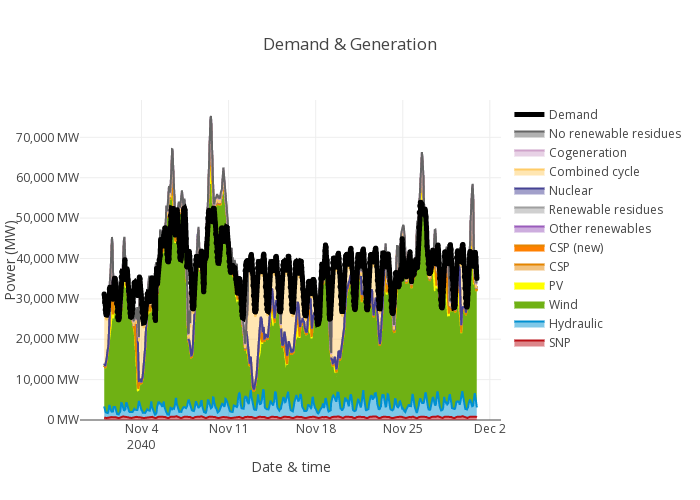 Demand & Generation
70,000 MW
60,000 MW
50,000 MW
40,000 MW
30,000 MW
20,000 MW
10,000 MW
0 MW
Power (MW)
Nov 4
2040
Nov 11
Nov 18
Nov 25
Dec 2
Date & time
Demand
No renewable residues
Cogeneration
Combined cycle
Nuclear
Renewable residues
Other renewables
CSP (new)
CSP
PV
Wind
Hydraulic
SNP